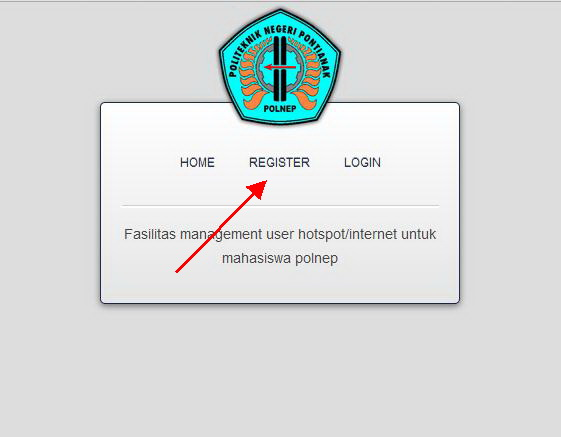 POLITEKNIK NEGERI PONTIANAK
POLNEP
HOME REGISTER LOGIN
Fasilitas management user hotspot/internet untuk
mahasiswa polnep